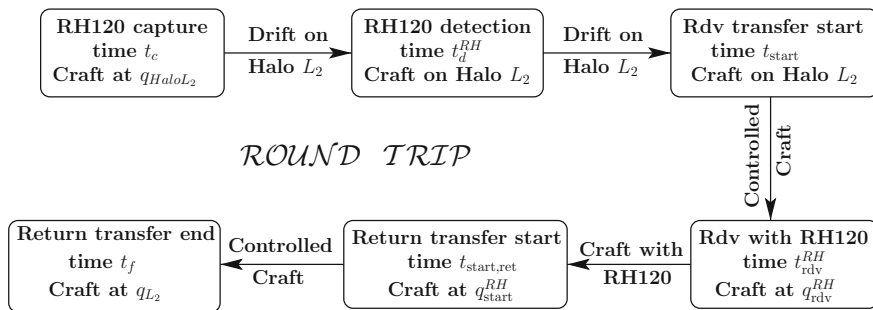 RH120 capture
time t_c
Craft at q_{HaloL_2}
Drift on
Halo L_2
RH120 detection
time t_d^{RH}
Craft on Halo L_2
Drift on
Halo L_2
Rdv transfer start
time t_{start}
Craft on Halo L_2
Controlled
Craft
ROUND TRIP
Return transfer end
time t_f
Craft at q_{L_2}
Controlled
Craft
Return transfer start
time t_{start,ret}
Craft at q_{start}^{RH}
Craft with
RH120
Rdv with RH120
time t_{rdv}^{RH}
Craft at q_{rdv}^{RH}